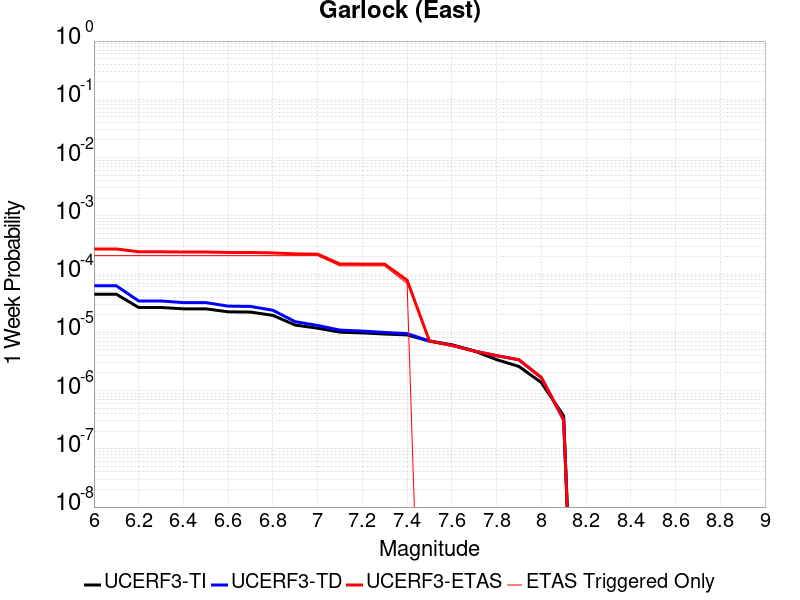 Garlock (East)
10^0
10^-1
10^-2
10^-3
10^-4
10^-5
10^-6
10^-7
10^-8
1 Week Probability
6 6.2 6.4 6.6 6.8 7 7.2 7.4 7.6 7.8 8 8.2 8.4 8.6 8.8 9
Magnitude
UCERF3-TI UCERF3-TD UCERF3-ETAS ETAS Triggered Only